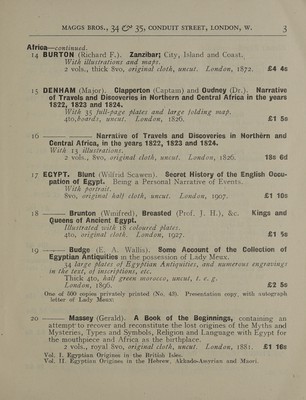 MAGGS BROS., 34 & 35, CONDUIT STREET, LONDON, W. 3
Africa—continued.
14 BURTON (Richard F.). Zanzibar; City, Island and Coast.
With illustrations and maps.
2 vols., thick 8vo, original cloth, uncut. London, 1872. £4 4s
15 DENHAM (Major). Clapperton (Captam) and Oudney (Dr.). Narrative
of Travels and Discoveries in Northern and Central Africa in the years
1822, 1823 and 1824.
With 35 full-page plates and large folding map.
4to, boards, uncut. London, 1826. £1 5s
16 ——— Narrative of Travels and Discoveries in Northern and
Central Africa, in the years 1822, 1823 and 1824.
With 13 illustrations.
2 vols., 8vo, original cloth, uncut. London, 1826. 18s 6d
17 EGYPT. Blunt (Wilfrid Scawen). Secret History of the English Occu-
pation of Egypt. Being a Personal Narrative of Events.
With portrait.
8vo, original half cloth, uncut. London, 1907. £1 10s
18 ——— Brunton (Winifred), Breasted (Prof. J. H.), &c. Kings and
Queens of Ancient Egypt.
Illustrated with 18 coloured plates.
4to, original cloth. London, 1927. £1 5s
19 ——— Budge (E. A. Wallis). Some Account of the Collection of
Egyptian Antiquities in the possession of Lady Meux.
34 large plates of Egyptian Antiquities, and numerous engravings
in the text, of inscriptions, etc.
Thick 4to, half green morocco, uncut, t. e. g.
London, 1896. £2 5s
One of 500 copies privately printed (No. 43). Presentation copy, with autograph
letter of Lady Meux.
20 ——— Massey (Gerald). A Book of the Beginnings, containing an
attempt to recover and reconstitute the lost origines of the Myths and
Mysteries, Types and Symbols, Religion and Language with Egypt for
the mouthpiece and Africa as the birthplace.
2 vols., royal 8vo, original cloth, uncut. London, 1881. £1 16s
Vol. I. Egyptian Origines in the British Isles.
Vol. II. Egyptian Origines in the Hebrew, Akkado-Assyrian and Maori.